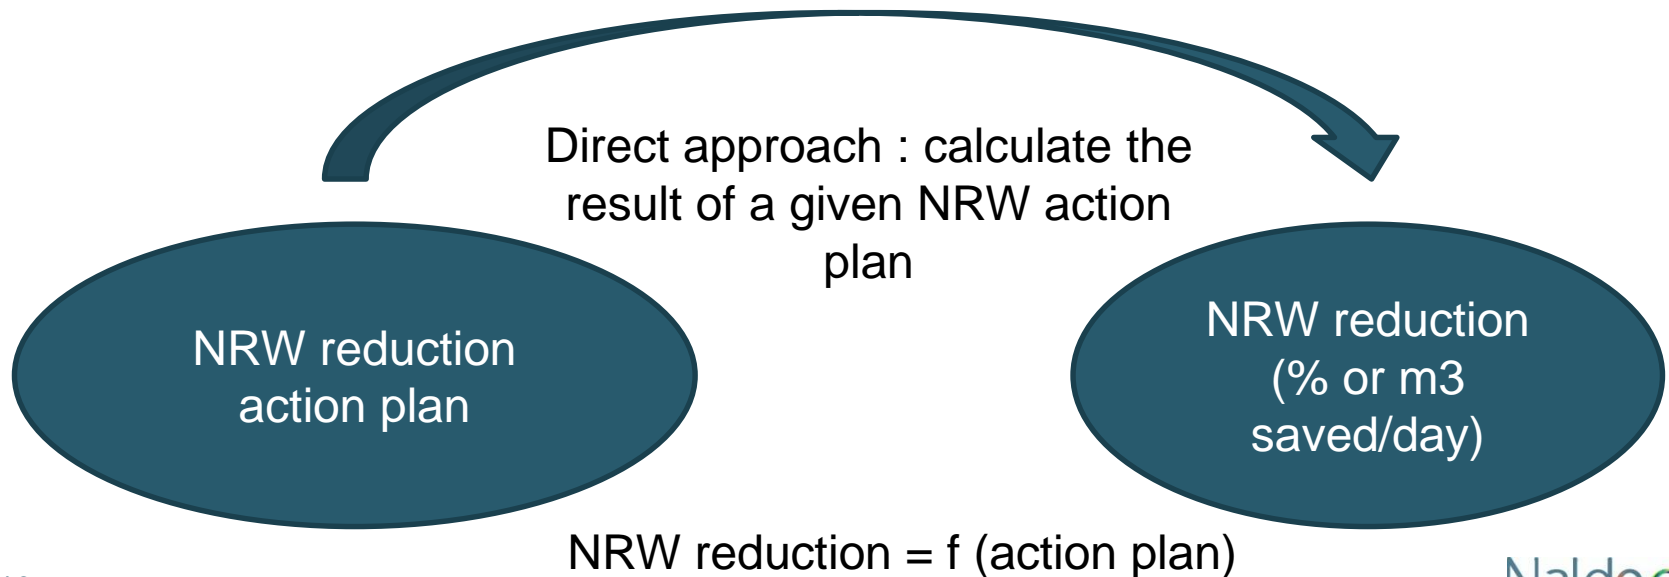 Direct approach : calculate the
result of a given NRW action
plan
NRW reduction
action plan
NRW reduction
(% or m3
saved/day)
NRW reduction = f (action plan)